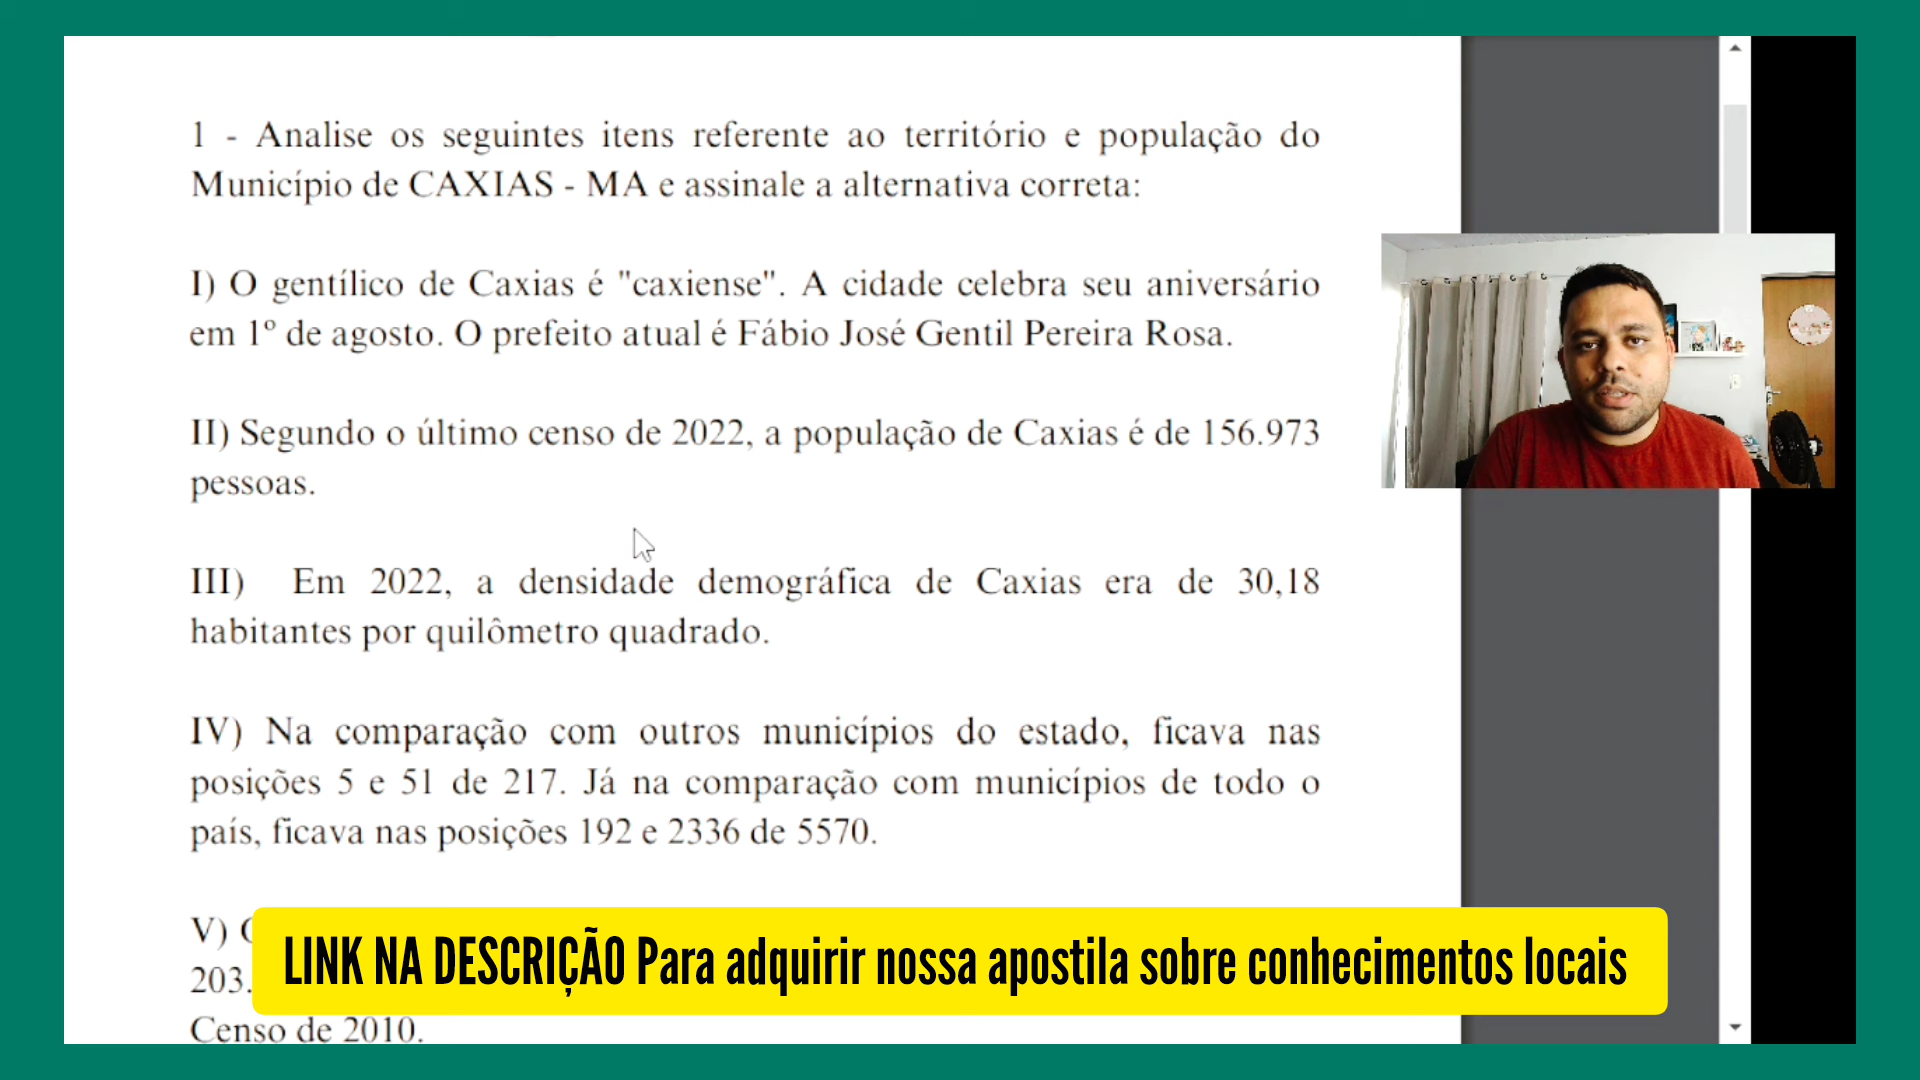 1 - Analise os seguintes itens referente ao território e população do
Município de CAXIAS - MA e assinale a alternativa correta:
I) O gentílico de Caxias é "caxiense". A cidade celebra seu aniversário
em 1º de agosto. O prefeito atual é Fábio José Gentil Pereira Rosa.
II) Segundo o último censo de 2022, a população de Caxias é de 156.973
pessoas.
III) Em 2022, a densidade demográfica de Caxias era de 30,18
habitantes por quilômetro quadrado.
IV) Na comparação com outros municípios do estado, ficava nas
posições 5 e 51 de 217. Já na comparação com municípios de todo o
país, ficava nas posições 192 e 2336 de 5570.
V)
203.
Censo de 2010.
LINK NA DESCRIÇÃO Para adquirir nossa apostila sobre conhecimentos locais